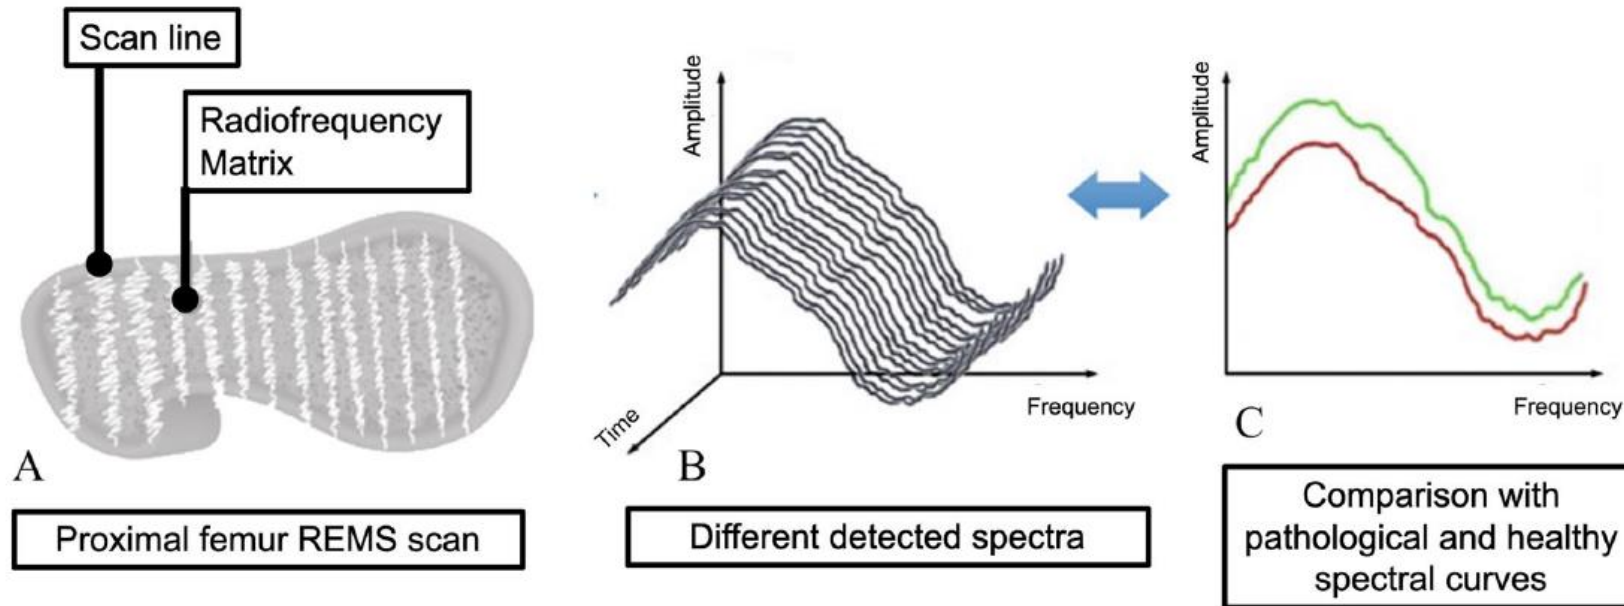 Scan line
Radiofrequency
Matrix
A
Proximal femur REMS scan
Amplitude
Time
Frequency
B
Different detected spectra
Amplitude
Frequency
C
Comparison with
pathological and healthy
spectral curves